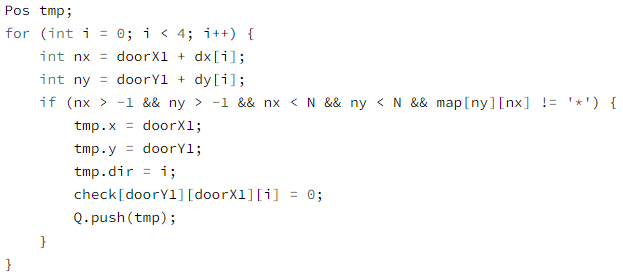 Pos tmp;
for (int i = 0; i < 4; i++) {
    int nx = doorX1 + dx[i];
    int ny = doorY1 + dy[i];
    if (nx > -1 && ny > -1 && nx < N && ny < N && map[ny][nx] != '*') {
        tmp.x = doorX1;
        tmp.y = doorY1;
        tmp.dir = i;
        check[doorY1][doorX1][i] = 0;
        Q.push(tmp);
    }
}